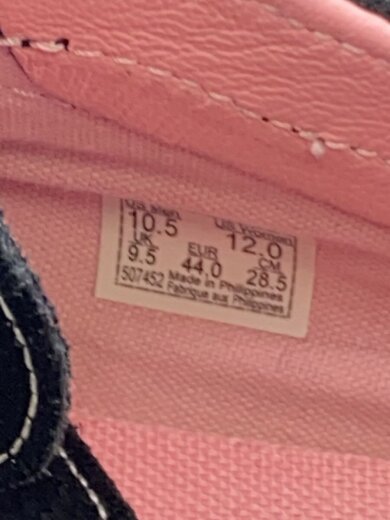 US Men US Women
10.5 12.0
UK EUR CM
9.5 44.0 28.5
507452 Made in Philippines
Fabrique aux Philippines